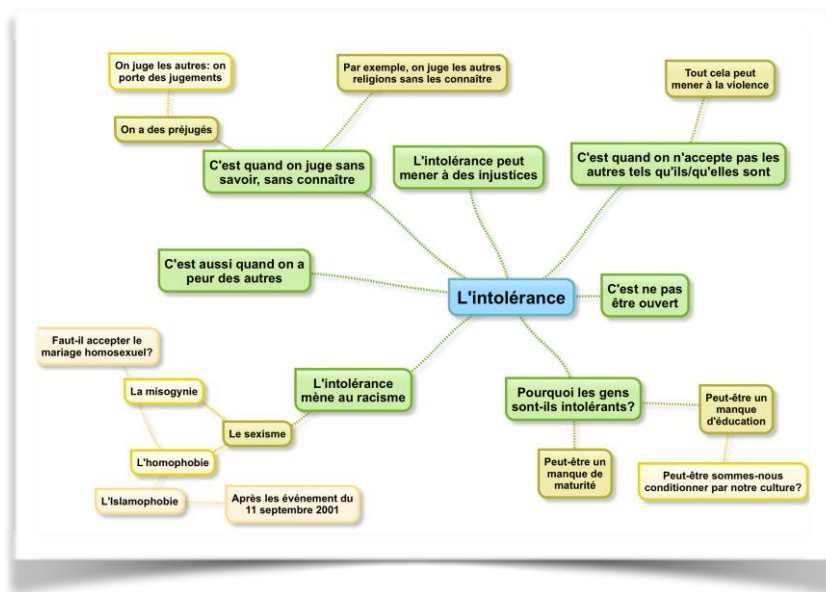 On juge les autres: on
porte des jugements
Par exemple, on juge les autres
religions sans les connaître
Tout cela peut
mener à la violence
On a des préjugés
C'est quand on juge sans
savoir, sans connaître
L'intolérance peut
mener à des injustices
C'est quand on n'accepte pas les
autres tels qu'ils/qu'elles sont
C'est aussi quand on a
peur des autres
L'intolérance
C'est ne pas
être ouvert
Faut-il accepter le
mariage homosexuel?
La misogynie
L'intolérance
mène au racisme
Pourquoi les gens
sont-ils intolérants?
Peut-être un
manque
d'éducation
Le sexisme
L'homophobie
Peut-être un
manque de
maturité
Peut-être sommes-nous
conditionner par notre culture?
L'Islamophobie
Après les événement du
11 septembre 2001